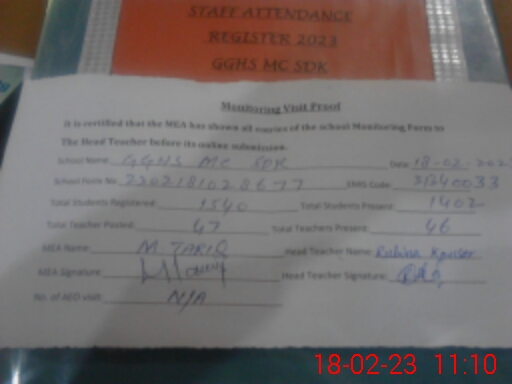 STAFF ATTENDANCE
REGISTER 2023
GGHS MC SDK
Monitoring Visit Proof
It is certified that the MEA has shown all entries of the school Monitoring Form to
The Head Teacher before its online submission.
School Name: GGHS MC SDK Date: 18-02-202
School Form No. 2302181028677 EMIS Code: 31240033
Total Students Registered: 1540 Total Students Present: 1402
Total Teacher Posted: 47 Total Teachers Present: 46
MEA Name: M. TARIQ Head Teacher Name: Rubina Kouser
MEA Signature: Head Teacher Signature:
No. of AEO visit: N/A
18-02-23 11:10